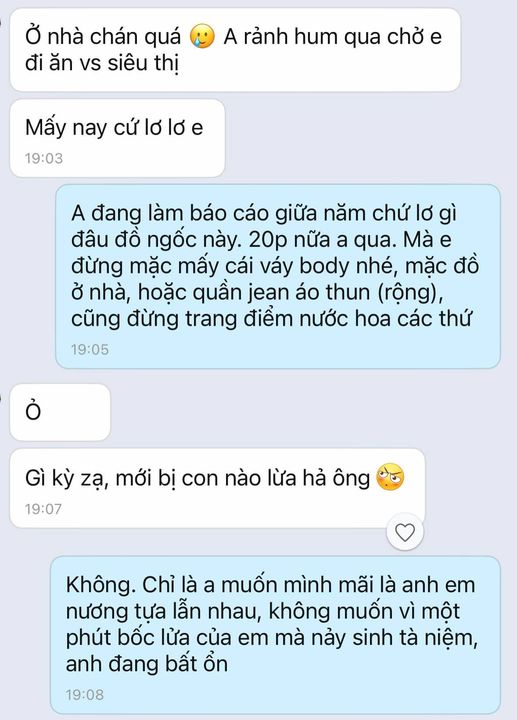 Ở nhà chán quá 🥲 A rảnh hum qua chở e
đi ăn vs siêu thị
Mấy nay cứ lơ lơ e
19:03
A đang làm báo cáo giữa năm chứ lơ gì
đâu đồ ngốc này. 20p nữa a qua. Mà e
đừng mặc mấy cái váy body nhé, mặc đồ
ở nhà, hoặc quần jean áo thun (rộng),
cũng đừng trang điểm nước hoa các thứ
19:05
Ỏ
Gì kỳ zạ, mới bị con nào lừa hả ông
19:07
Không. Chỉ là a muốn mình mãi là anh em
nương tựa lẫn nhau, không muốn vì một
phút bốc lửa của em mà nảy sinh tà niệm,
anh đang bất ổn
19:08